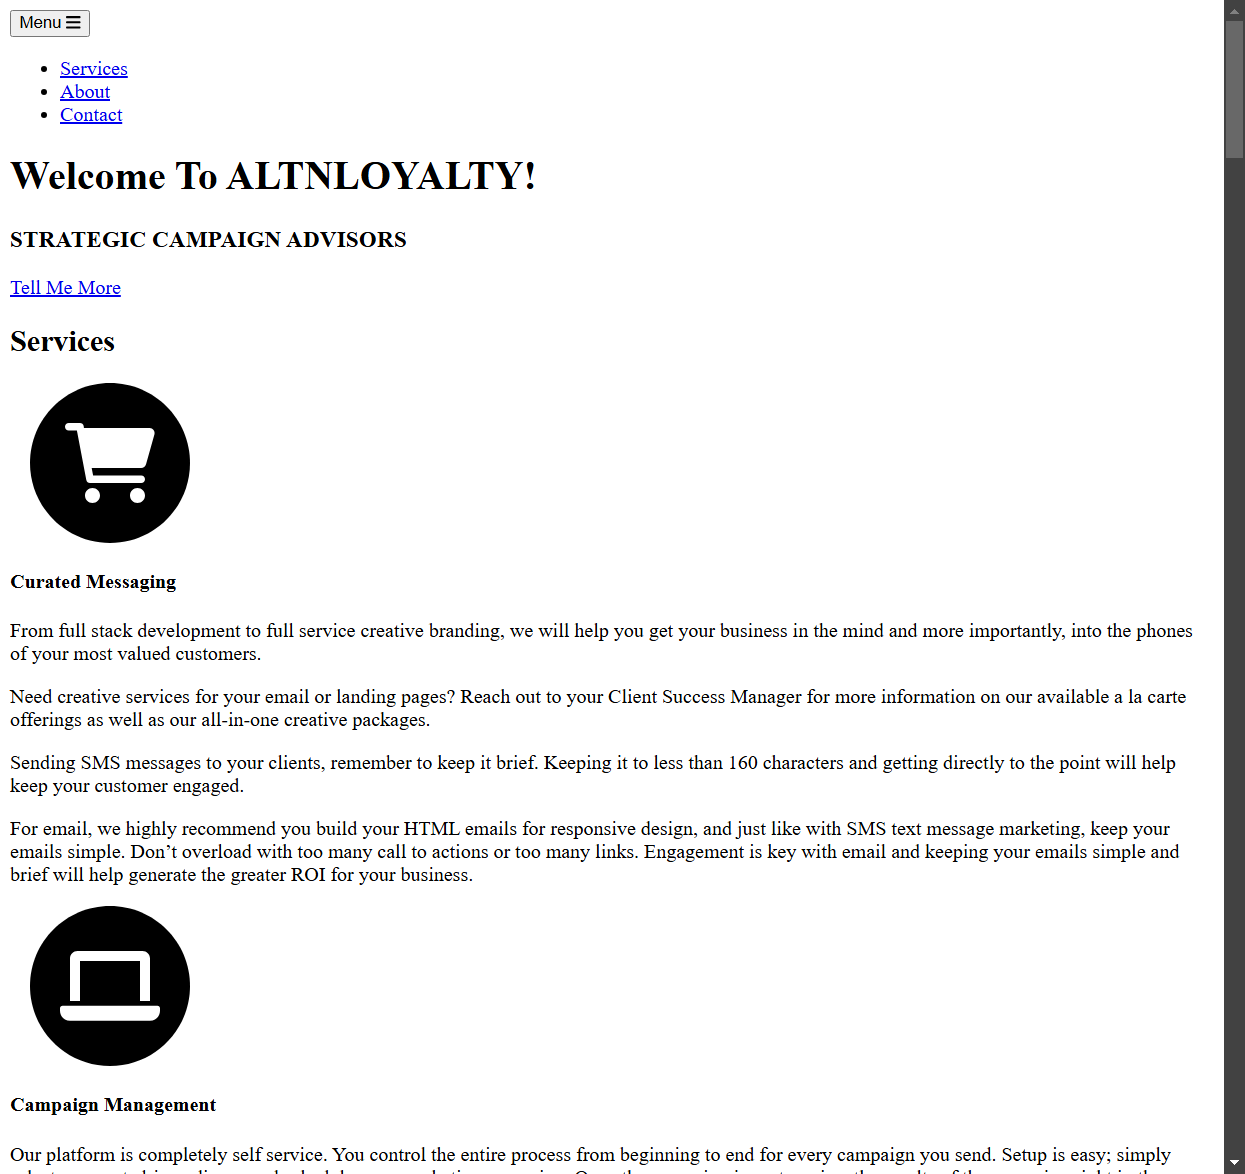 Menu
Services
About
Contact
Welcome To ALTNLOYALTY!
STRATEGIC CAMPAIGN ADVISORS
Tell Me More
Services
Curated Messaging
From full stack development to full service creative branding, we will help you get your business in the mind and more importantly, into the phones
of your most valued customers.
Need creative services for your email or landing pages? Reach out to your Client Success Manager for more information on our available a la carte
offerings as well as our all-in-one creative packages.
Sending SMS messages to your clients, remember to keep it brief. Keeping it to less than 160 characters and getting directly to the point will help
keep your customer engaged.
For email, we highly recommend you build your HTML emails for responsive design, and just like with SMS text message marketing, keep your
emails simple. Don’t overload with too many call to actions or too many links. Engagement is key with email and keeping your emails simple and
brief will help generate the greater ROI for your business.
Campaign Management
Our platform is completely self service. You control the entire process from beginning to end for every campaign you send. Setup is easy; simply